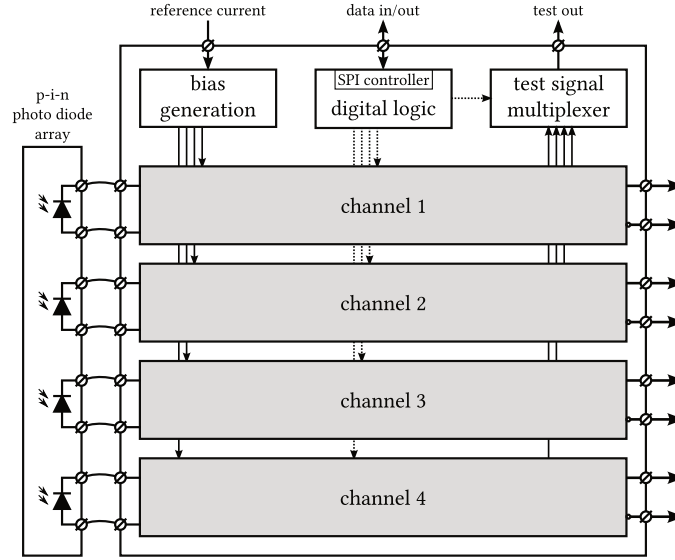 reference current
data in/out
test out
p-i-n
photo diode
array
bias
generation
SPI controller
digital logic
test signal
multiplexer
channel 1
channel 2
channel 3
channel 4